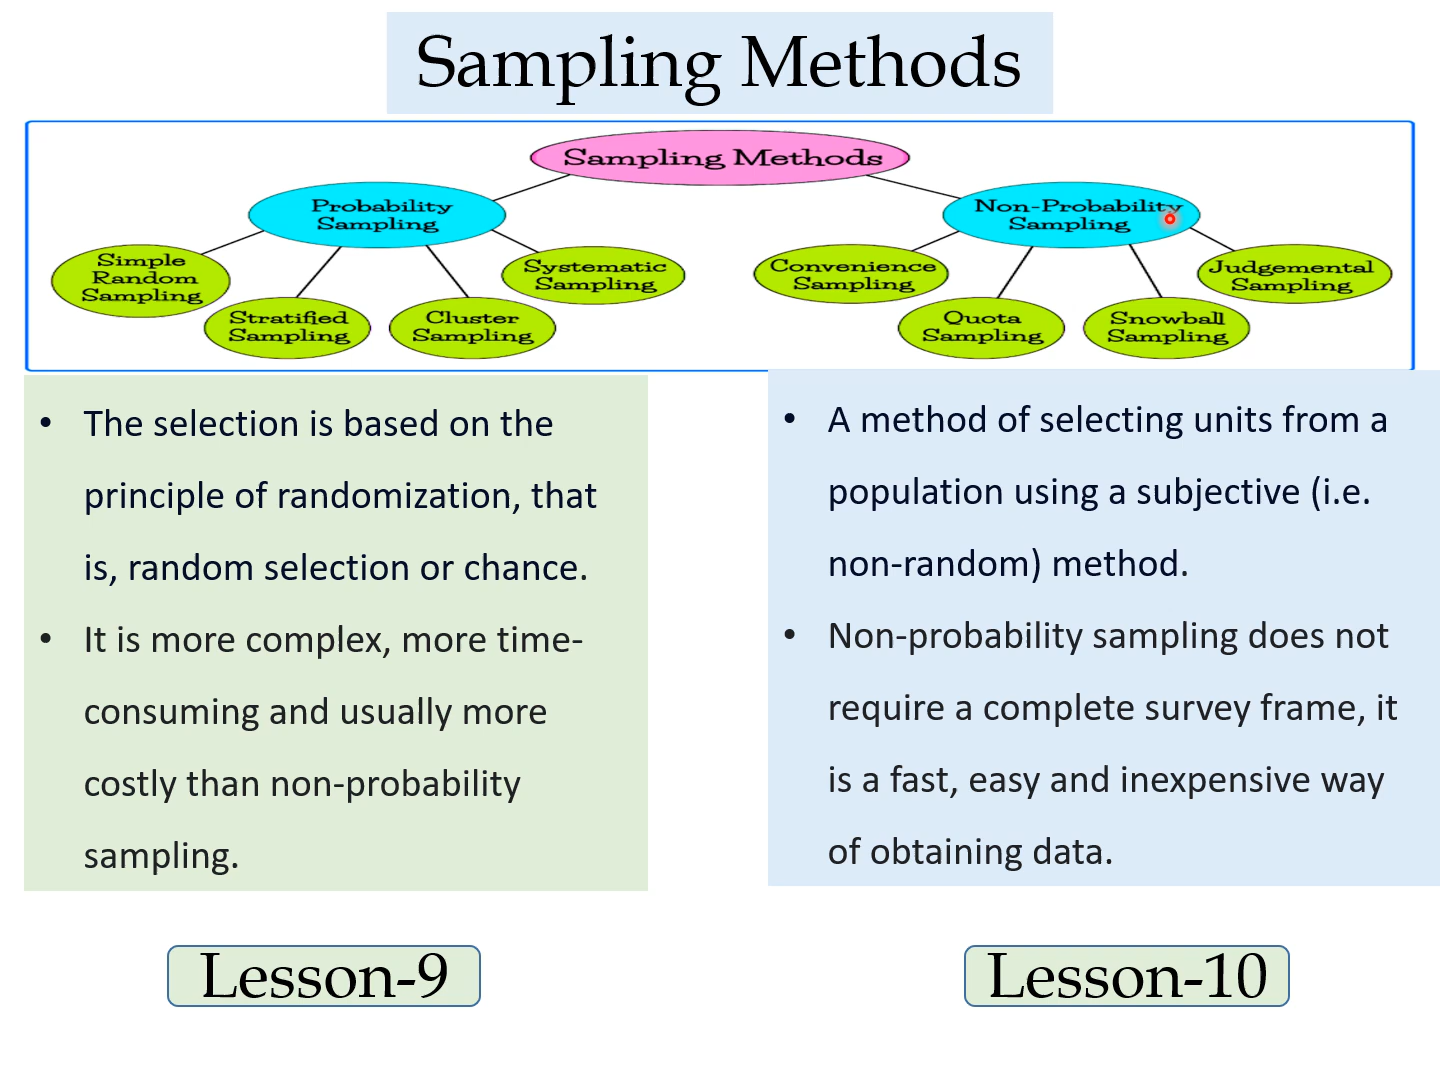 Sampling Methods
Sampling Methods
Probability
Sampling
Non-Probability
Sampling
Simple
Random
Sampling
Stratified
Sampling
Cluster
Sampling
Systematic
Sampling
Convenience
Sampling
Quota
Sampling
Snowball
Sampling
Judgemental
Sampling
• The selection is based on the
principle of randomization, that
is, random selection or chance.
• It is more complex, more time-
consuming and usually more
costly than non-probability
sampling.
• A method of selecting units from a
population using a subjective (i.e.
non-random) method.
• Non-probability sampling does not
require a complete survey frame, it
is a fast, easy and inexpensive way
of obtaining data.
Lesson-9
Lesson-10